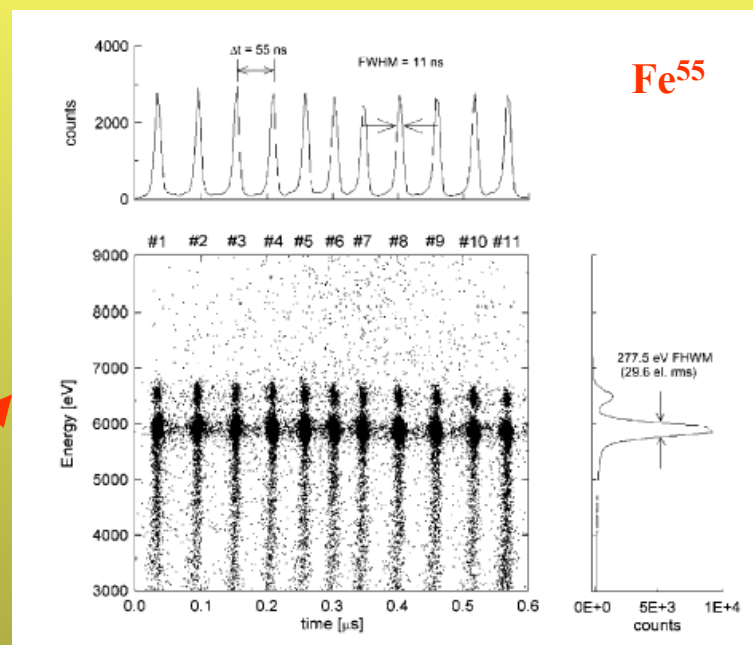 Δt = 55 ns
FWHM = 11 ns
Fe55
4000
2000
0
counts
#1 #2 #3 #4 #5 #6 #7 #8 #9 #10 #11
9000
8000
7000
6000
5000
4000
3000
Energy [eV]
0.0 0.1 0.2 0.3 0.4 0.5 0.6
time [μs]
277.5 eV FHWM
(29.6 el. rms)
0E+0 5E+3 1E+4
counts